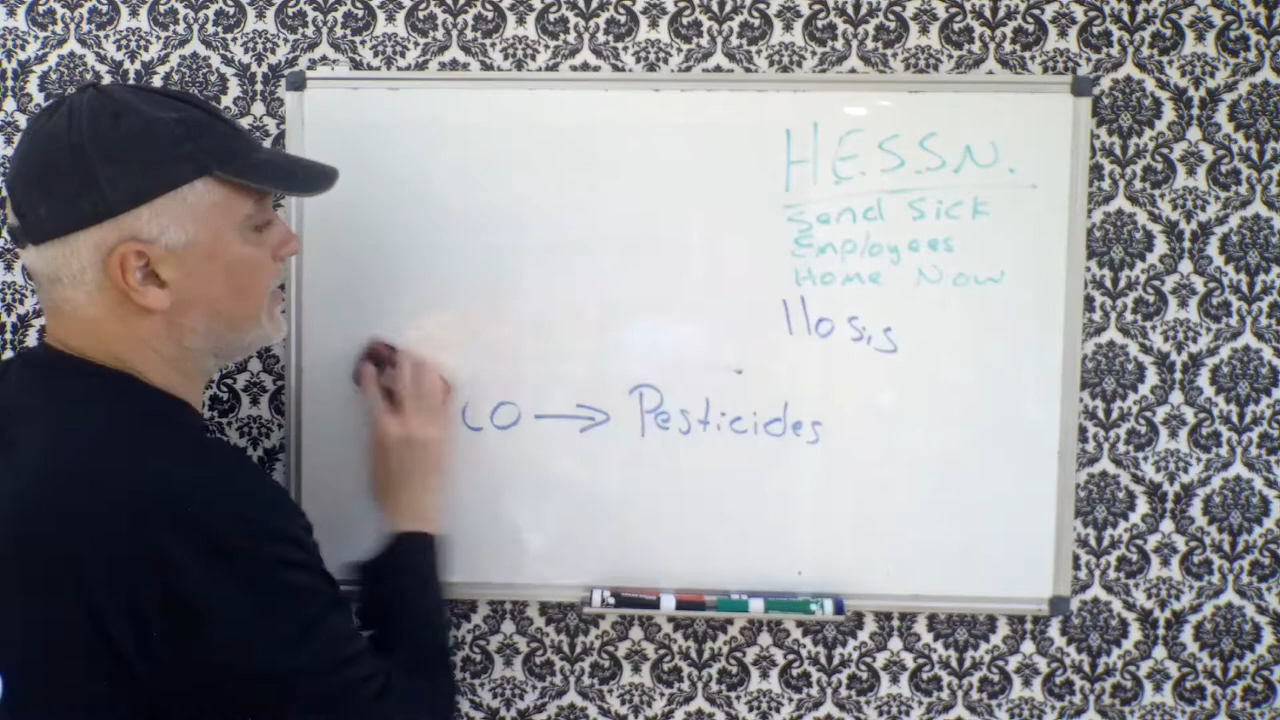 H.E.S.S.N.
Send Sick
Employees
Home Now
llosis
CO → Pesticides